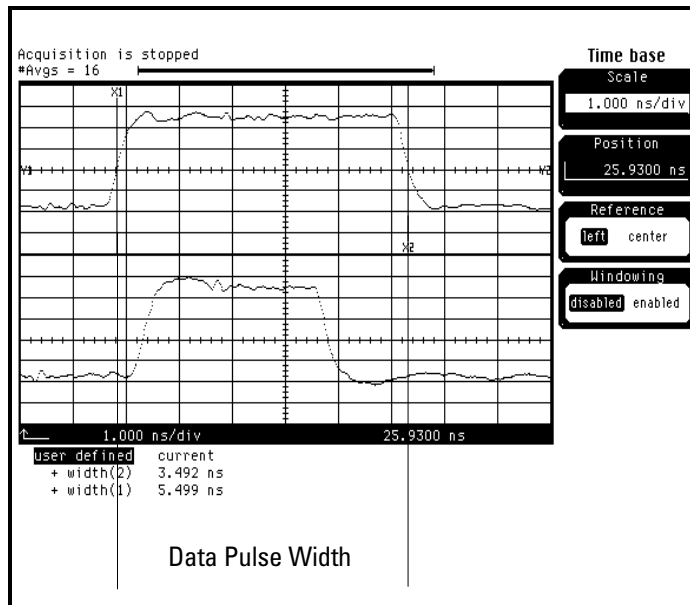 Acquisition is stopped
#Avgs = 16
Time base
Scale
1.000 ns/div
Position
25.9300 ns
Reference
left center
Windowing
disabled enabled
X1
Y1
Y2
X2
1.000 ns/div 25.9300 ns
user defined current
+ width(2) 3.492 ns
+ width(1) 5.499 ns
Data Pulse Width